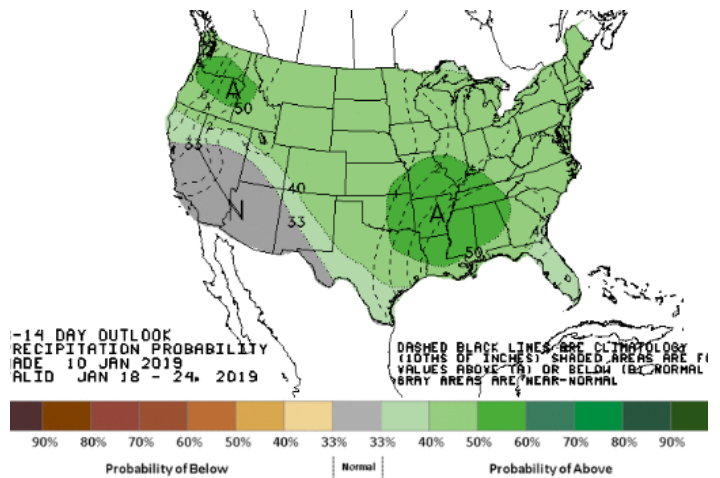 A
50
33
40
N
33
A
40
50
-14 DAY OUTLOOK
RECIPITATION PROBABILITY
ADE 10 JAN 2019
ALID JAN 18 - 24, 2019
DASHED BLACK LINES ARE CLIMATOLOGY
(10THS OF INCHES) SHADED AREAS ARE FC
VALUES ABOVE (A) OR BELOW (B) NORMAL
GRAY AREAS ARE NEAR-NORMAL
90% 80% 70% 60% 50% 40% 33% 33% 40% 50% 60% 70% 80% 90%
Probability of Below Normal Probability of Above